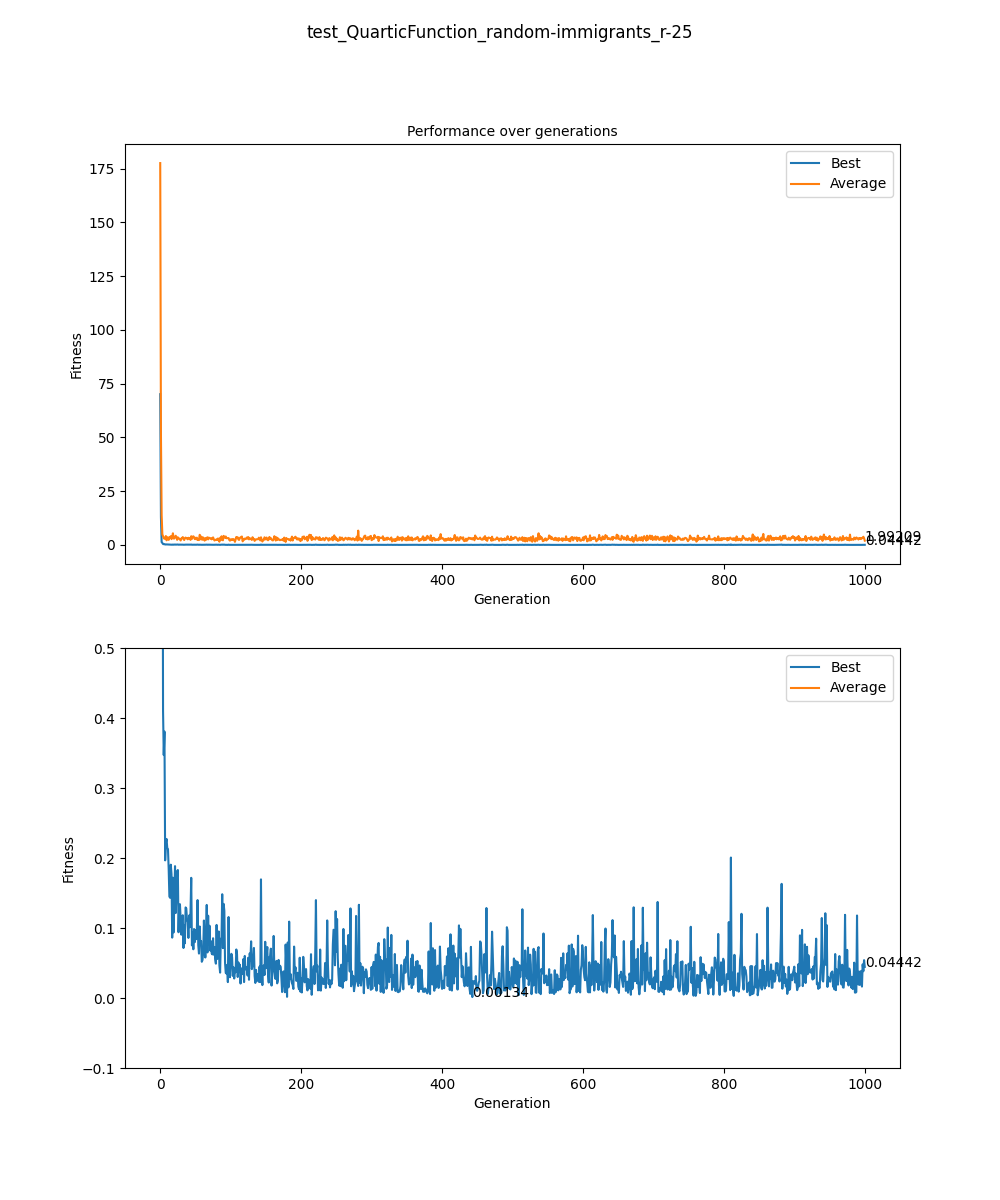 test_QuarticFunction_random-immigrants_r-25
Performance over generations
Best
Average
175
150
125
100
75
50
25
0
Fitness
1.99209
0.04442
0 200 400 600 800 1000
Generation
Best
Average
0.5
0.4
0.3
0.2
0.1
0.0
−0.1
Fitness
0.04442
0.00134
0 200 400 600 800 1000
Generation